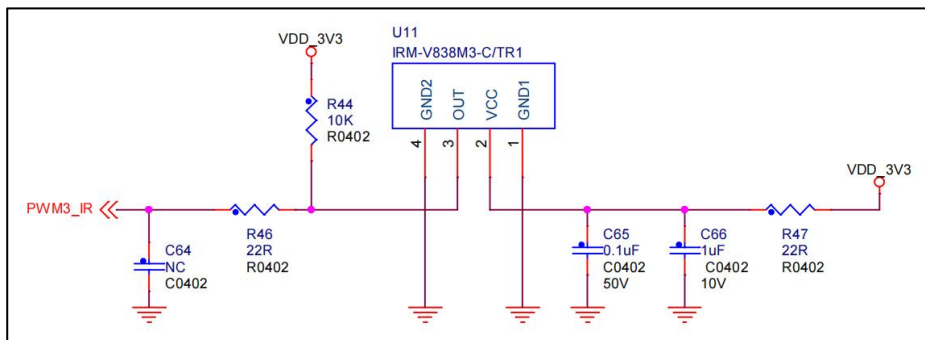 U11
IRM-V838M3-C/TR1
VDD_3V3
GND2
OUT
VCC
GND1
R44
10K
R0402
4
3
2
1
VDD_3V3
PWM3_IR
R46
22R
R0402
C64
NC
C0402
C65
0.1uF
C0402
50V
C66
1uF
C0402
10V
R47
22R
R0402